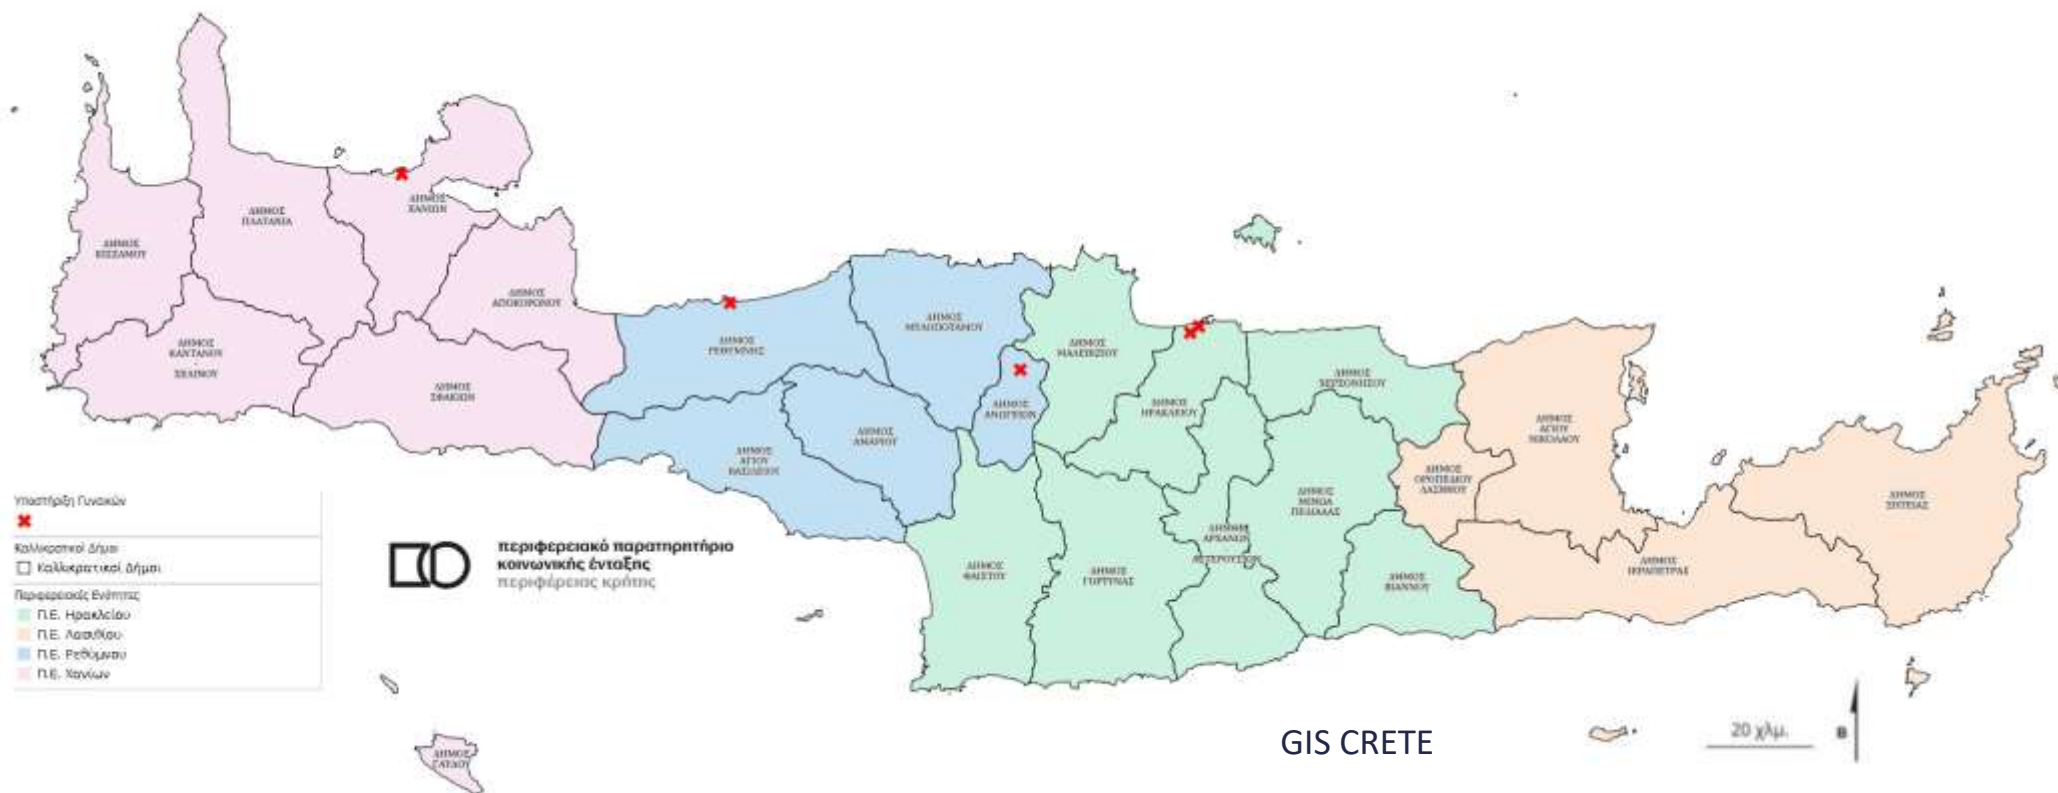 ΔΗΜΟΣ
ΚΙΣΣΑΜΟΥ
ΔΗΜΟΣ
ΠΛΑΤΑΝΙΑ
ΔΗΜΟΣ
ΧΑΝΙΩΝ
ΔΗΜΟΣ
ΑΠΟΚΟΡΩΝΟΥ
ΔΗΜΟΣ
ΚΑΝΤΑΝΟΥ
ΣΕΛΙΝΟΥ
ΔΗΜΟΣ
ΣΦΑΚΙΩΝ
ΔΗΜΟΣ
ΡΕΘΥΜΝΗΣ
ΔΗΜΟΣ
ΜΥΛΟΠΟΤΑΜΟΥ
ΔΗΜΟΣ
ΑΝΩΓΕΙΩΝ
ΔΗΜΟΣ
ΑΜΑΡΙΟΥ
ΔΗΜΟΣ
ΑΓΙΟΥ
ΒΑΣΙΛΕΙΟΥ
ΔΗΜΟΣ
ΜΑΛΕΒΙΖΙΟΥ
ΔΗΜΟΣ
ΗΡΑΚΛΕΙΟΥ
ΔΗΜΟΣ
ΧΕΡΣΟΝΗΣΟΥ
ΔΗΜΟΣ
ΦΑΙΣΤΟΥ
ΔΗΜΟΣ
ΓΟΡΤΥΝΑΣ
ΔΗΜΟΣ
ΑΡΧΑΝΩΝ
ΑΣΤΕΡΟΥΣΙΩΝ
ΔΗΜΟΣ
ΜΙΝΩΑ
ΠΕΔΙΑΔΑΣ
ΔΗΜΟΣ
ΒΙΑΝΝΟΥ
ΔΗΜΟΣ
ΟΡΟΠΕΔΙΟΥ
ΛΑΣΙΘΙΟΥ
ΔΗΜΟΣ
ΑΓΙΟΥ
ΝΙΚΟΛΑΟΥ
ΔΗΜΟΣ
ΙΕΡΑΠΕΤΡΑΣ
ΔΗΜΟΣ
ΣΗΤΕΙΑΣ
ΔΗΜΟΣ
ΓΑΥΔΟΥ
Υποστήριξη Γυναικών
Καλλικρατικοί Δήμοι
Καλλικρατικοί Δήμοι
Περιφερειακές Ενότητες
Π.Ε. Ηρακλείου
Π.Ε. Λασιθίου
Π.Ε. Ρεθύμνου
Π.Ε. Χανίων
περιφερειακό παρατηρητήριο
κοινωνικής ένταξης
περιφέρειας κρήτης
GIS CRETE
20 χλμ.
Β